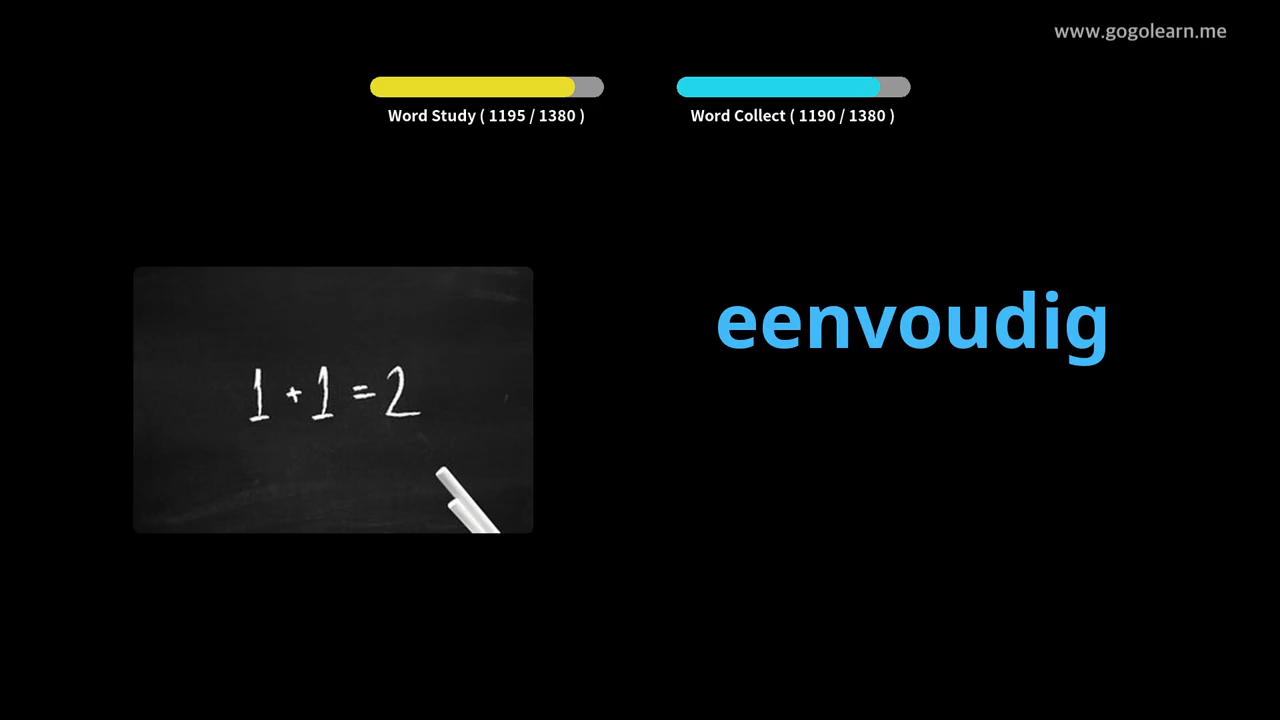 www.gogolearn.me
Word Study ( 1195 / 1380 )
Word Collect ( 1190 / 1380 )
eenvoudig
1 + 1 = 2